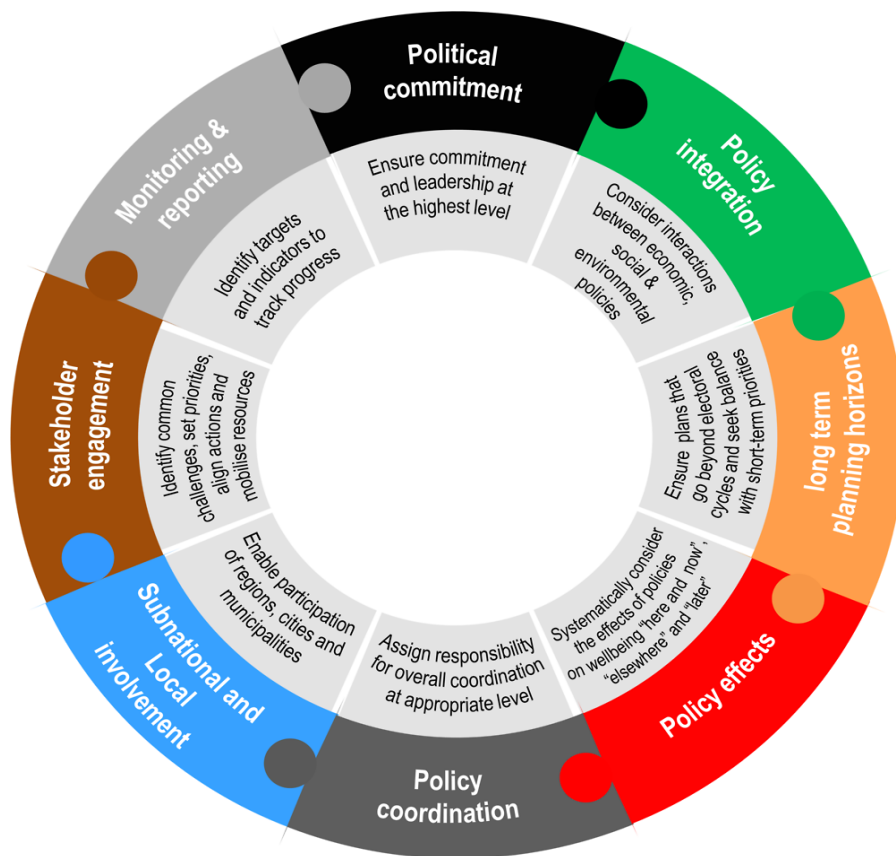 Political
commitment
Ensure commitment
and leadership at
the highest level
Policy
integration
Consider interactions
between economic,
social &
environmental
policies
long term
planning horizons
Ensure plans that
go beyond electoral
cycles and seek balance
with short-term priorities
Policy effects
Systematically consider
the effects of policies
on wellbeing “here and now”,
“elsewhere” and “later”
Policy
coordination
Assign responsibility
for overall coordination
at appropriate level
Subnational and
Local
involvement
Enable participation
of regions, cities and
municipalities
Stakeholder
engagement
Identify common
challenges, set priorities,
align actions and
mobilise resources
Monitoring &
reporting
Identify targets
and indicators to
track progress